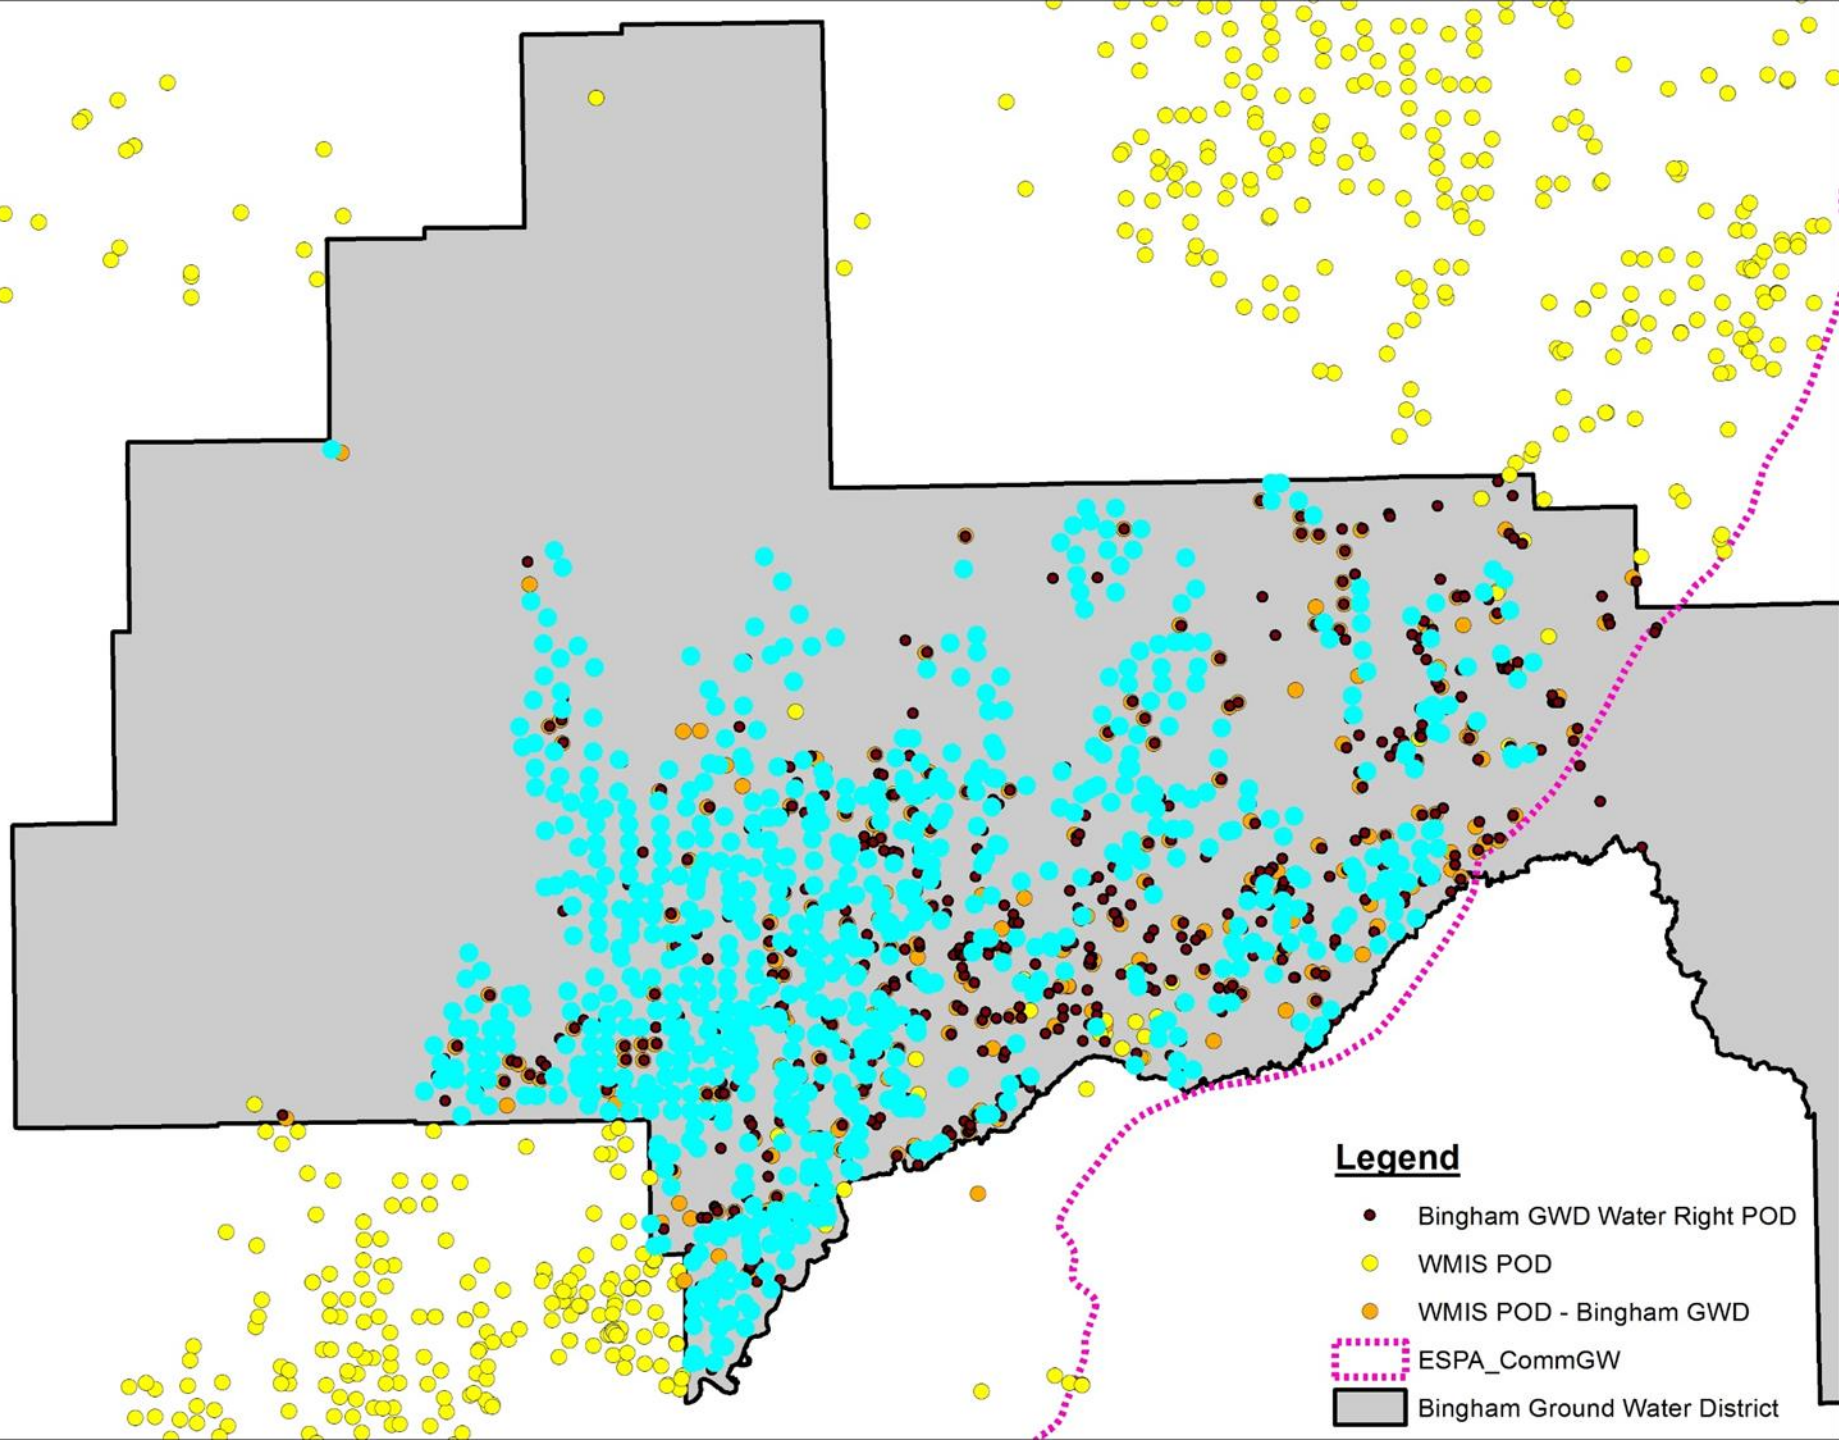 Legend
Bingham GWD Water Right POD
WMIS POD
WMIS POD - Bingham GWD
ESPA_CommGW
Bingham Ground Water District